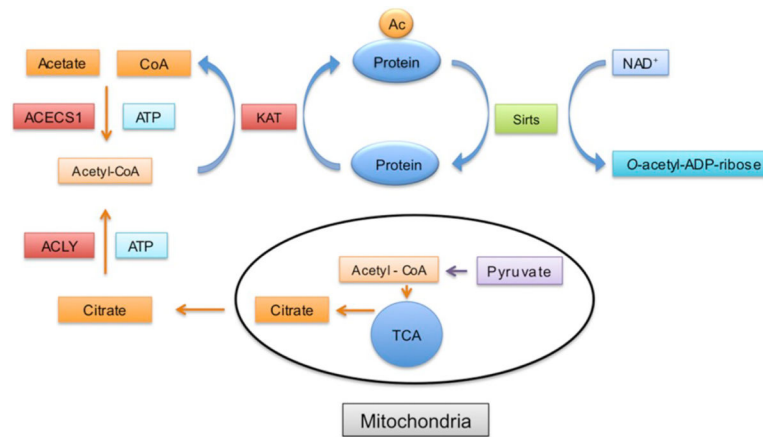 Ac
Acetate CoA Protein NAD⁺
ACECS1 ATP KAT Sirts
Acetyl-CoA Protein O-acetyl-ADP-ribose
ACLY ATP
Acetyl - CoA Pyruvate
Citrate Citrate TCA
Mitochondria